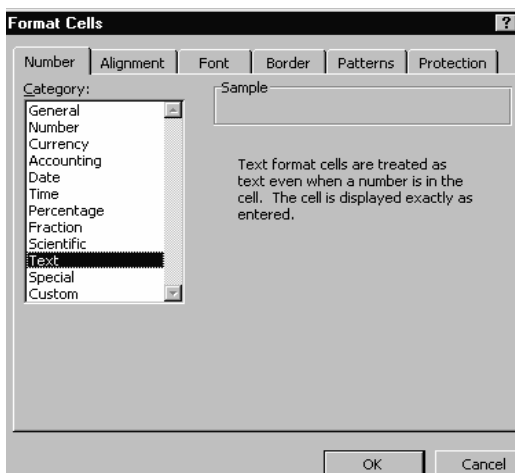 Format Cells
?
Number Alignment Font Border Patterns Protection
Category:
General
Number
Currency
Accounting
Date
Time
Percentage
Fraction
Scientific
Text
Special
Custom
Sample
Text format cells are treated as
text even when a number is in the
cell. The cell is displayed exactly as
entered.
OK Cancel